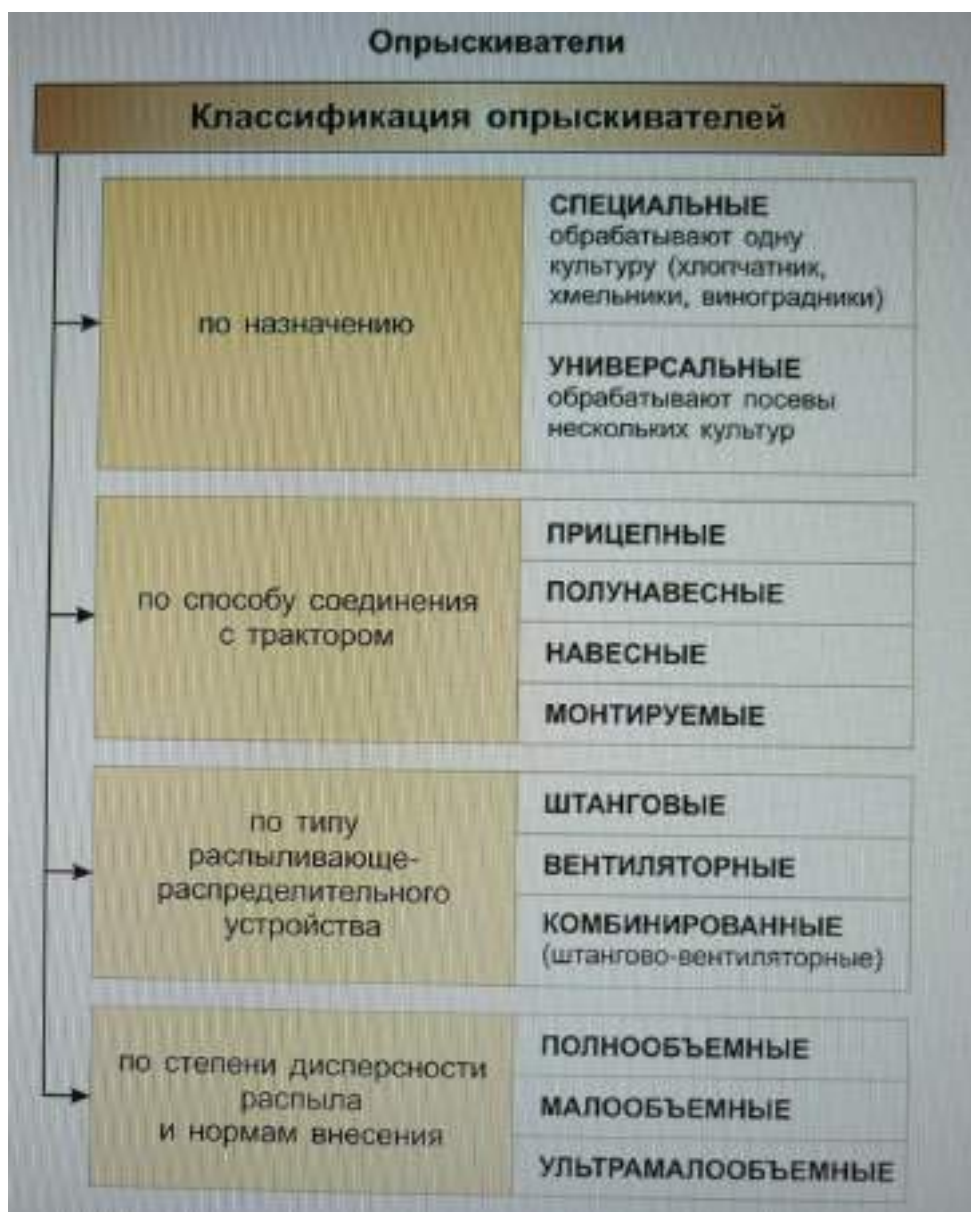 Опрыскиватели
Классификация опрыскивателей
по назначению
СПЕЦИАЛЬНЫЕ
обрабатывают одну
культуру (хлопчатник,
хмельники, виноградники)
УНИВЕРСАЛЬНЫЕ
обрабатывают посевы
нескольких культур
по способу соединения
с трактором
ПРИЦЕПНЫЕ
ПОЛУНАВЕСНЫЕ
НАВЕСНЫЕ
МОНТИРУЕМЫЕ
по типу
распыливающе-
распределительного
устройства
ШТАНГОВЫЕ
ВЕНТИЛЯТОРНЫЕ
КОМБИНИРОВАННЫЕ
(штангово-вентиляторные)
по степени дисперсности
распыла
и нормам внесения
ПОЛНООБЪЕМНЫЕ
МАЛООБЪЕМНЫЕ
УЛЬТРАМАЛООБЪЕМНЫЕ